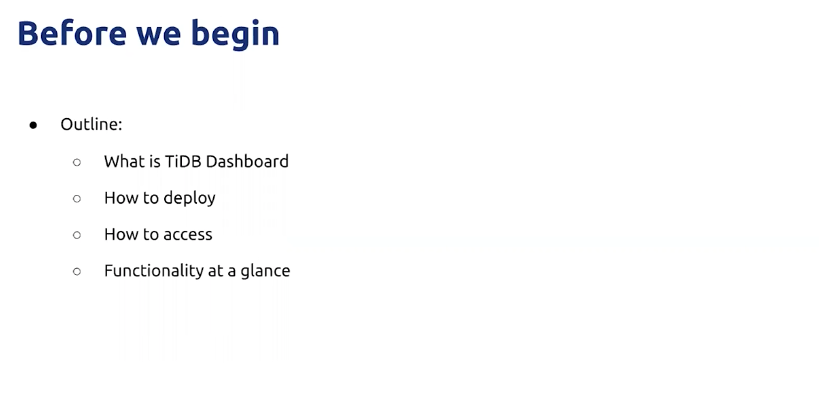 Before we begin
● Outline:
○ What is TiDB Dashboard
○ How to deploy
○ How to access
○ Functionality at a glance